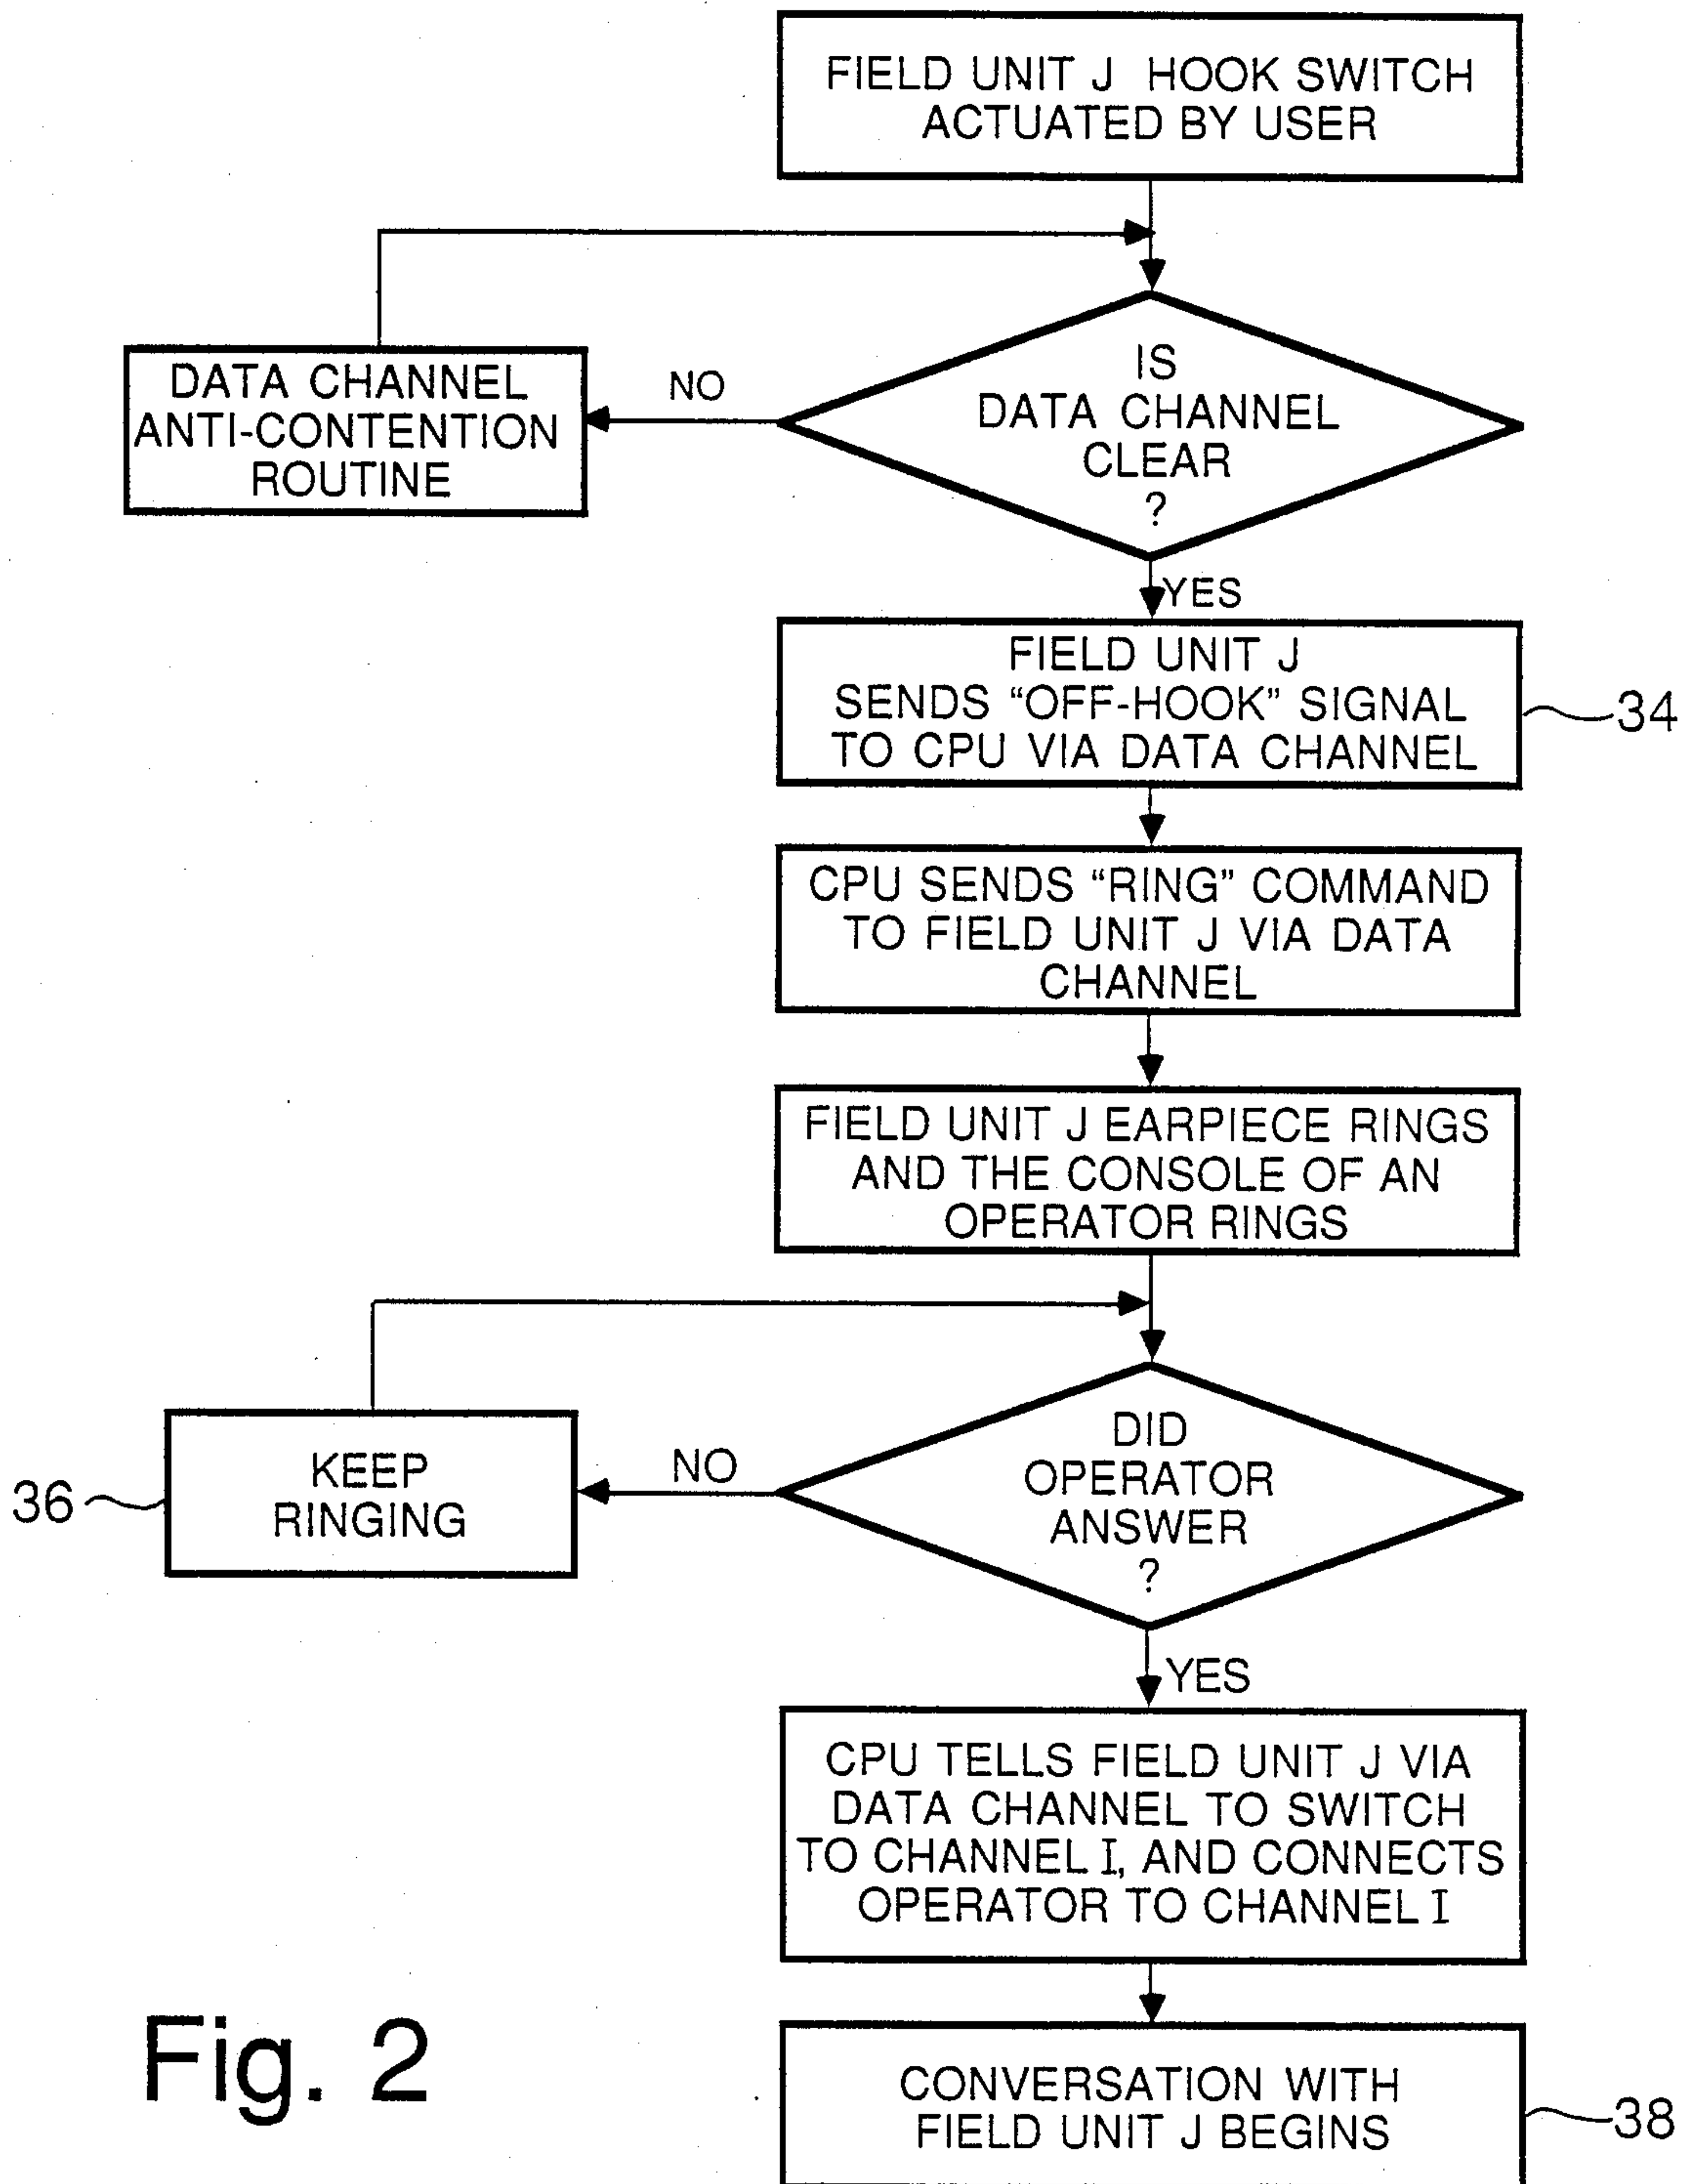 FIELD UNIT J HOOK SWITCH
ACTUATED BY USER
IS
DATA CHANNEL
CLEAR
?
NO
DATA CHANNEL
ANTI-CONTENTION
ROUTINE
YES
FIELD UNIT J
SENDS “OFF-HOOK” SIGNAL
TO CPU VIA DATA CHANNEL
34
CPU SENDS “RING” COMMAND
TO FIELD UNIT J VIA DATA
CHANNEL
FIELD UNIT J EARPIECE RINGS
AND THE CONSOLE OF AN
OPERATOR RINGS
DID
OPERATOR
ANSWER
?
NO
KEEP
RINGING
36
YES
CPU TELLS FIELD UNIT J VIA
DATA CHANNEL TO SWITCH
TO CHANNEL I, AND CONNECTS
OPERATOR TO CHANNEL I
CONVERSATION WITH
FIELD UNIT J BEGINS
38
Fig. 2